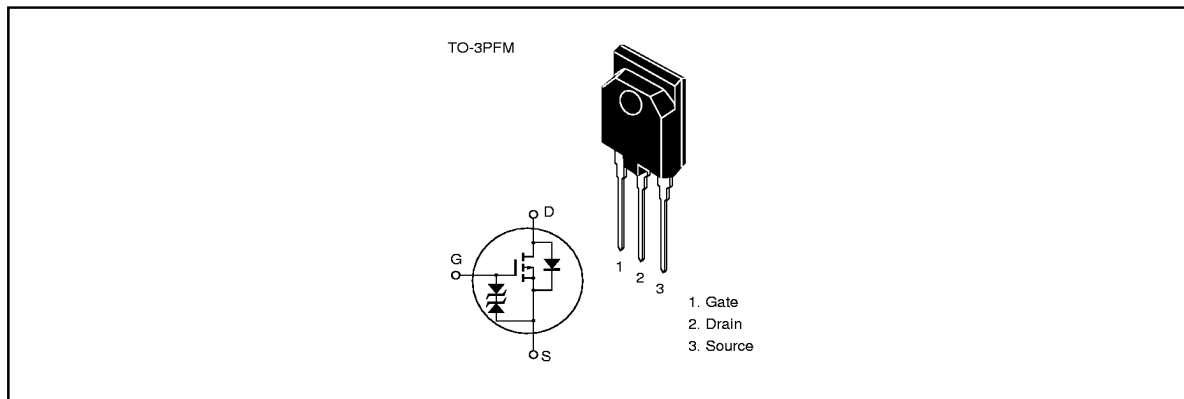 TO-3PFM
D
G
S
1
2
3
1. Gate
2. Drain
3. Source